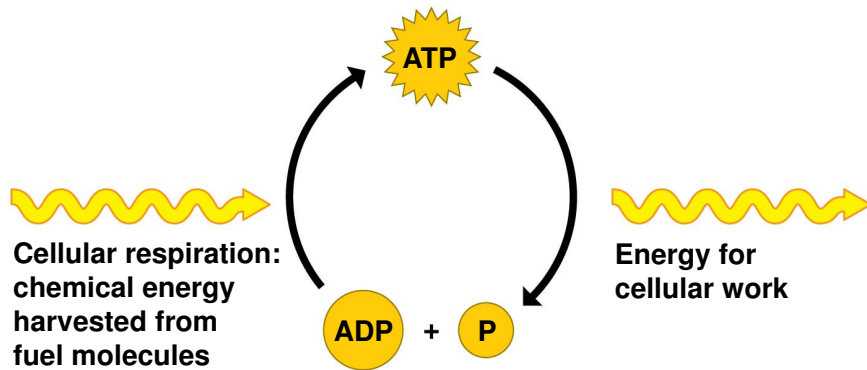 ATP
Cellular respiration:
chemical energy
harvested from
fuel molecules
Energy for
cellular work
ADP + P